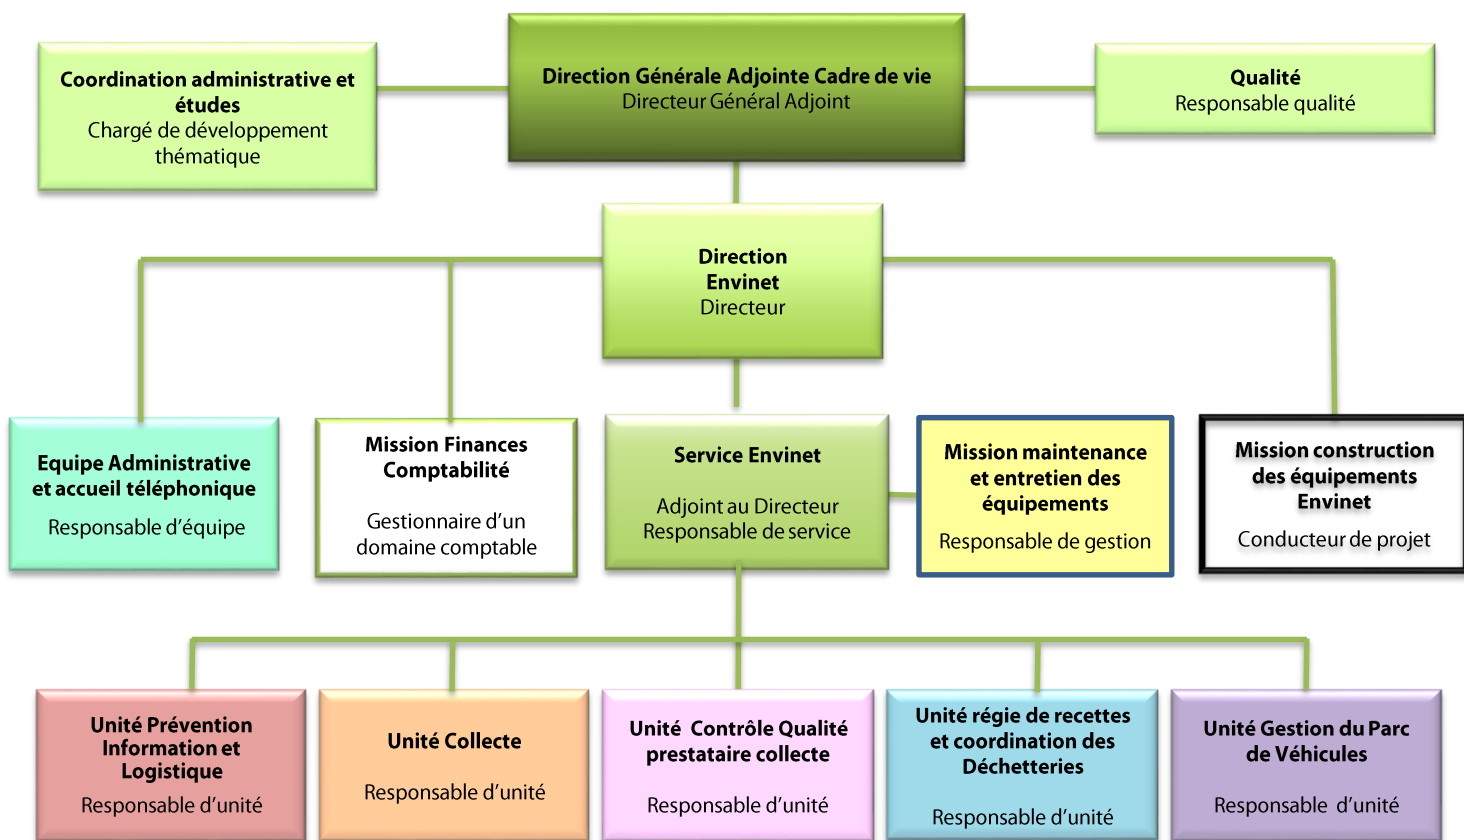 Coordination administrative et
études
Chargé de développement
thématique
Direction Générale Adjointe Cadre de vie
Directeur Général Adjoint
Qualité
Responsable qualité
Direction
Envinet
Directeur
Equipe Administrative
et accueil téléphonique
Responsable d’équipe
Mission Finances
Comptabilité
Gestionnaire d’un
domaine comptable
Service Envinet
Adjoint au Directeur
Responsable de service
Mission maintenance
et entretien des
équipements
Responsable de gestion
Mission construction
des équipements
Envinet
Conducteur de projet
Unité Prévention
Information et
Logistique
Responsable d’unité
Unité Collecte
Responsable d’unité
Unité Contrôle Qualité
prestataire collecte
Responsable d’unité
Unité régie de recettes
et coordination des
Déchetteries
Responsable d’unité
Unité Gestion du Parc
de Véhicules
Responsable d’unité